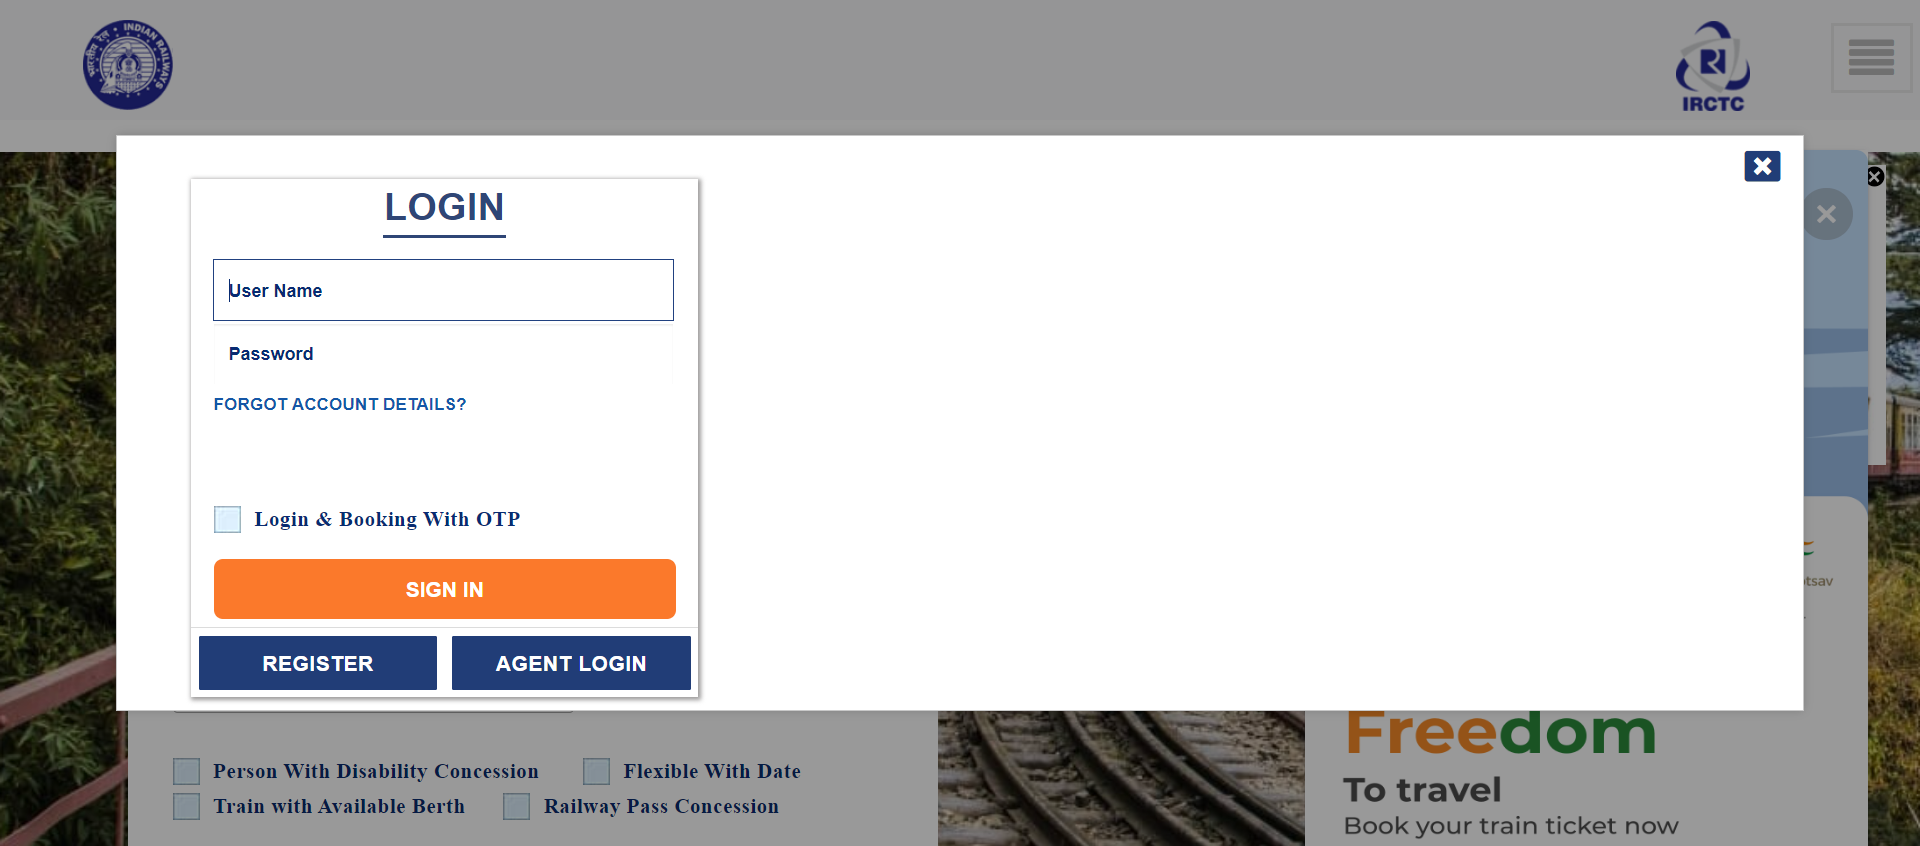 भारतीय रेल • INDIAN RAILWAYS
IRCTC
LOGIN
User Name
Password
FORGOT ACCOUNT DETAILS?
Login & Booking With OTP
SIGN IN
REGISTER
AGENT LOGIN
Person With Disability Concession
Flexible With Date
Train with Available Berth
Railway Pass Concession
Freedom
To travel
Book your train ticket now